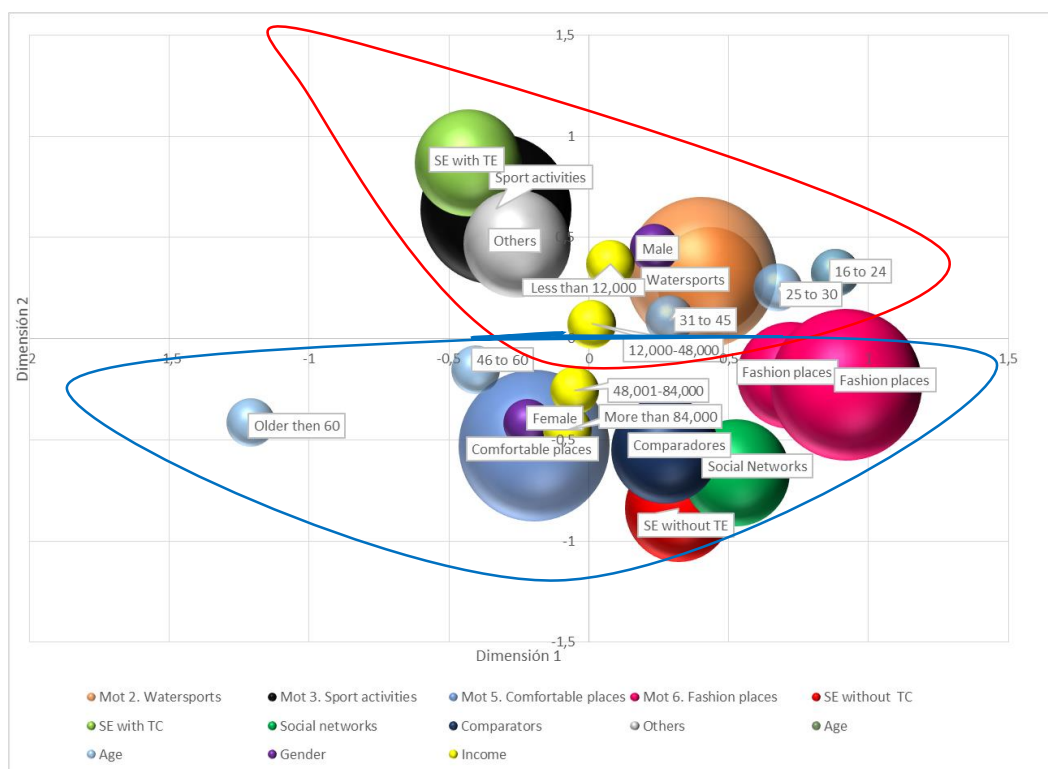 1,5
1
SE with TE
Sport activities
Others
0,5
Male
16 to 24
Less than 12,000
Watersports
25 to 30
31 to 45
0
12,000-48,000
-2
-1,5
-1
-0,5
0
0,5
1
1,5
46 to 60
Fashion places
Fashion places
48,001-84,000
Female
More than 84,000
Older then 60
-0,5
Comfortable places
Comparadores
Social Networks
SE without TE
-1
-1,5
Dimensión 2
Dimensión 1
Mot 2. Watersports
Mot 3. Sport activities
Mot 5. Comfortable places
Mot 6. Fashion places
SE without TC
SE with TC
Social networks
Comparators
Others
Age
Age
Gender
Income